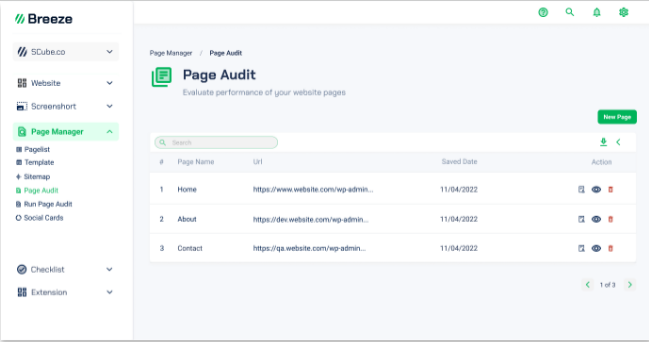 Breeze
SCube.co
Website
Screenshort
Page Manager
Pagelist
Template
Sitemap
Page Audit
Run Page Audit
Social Cards
Checklist
Extension
Page Manager / Page Audit
Page Audit
Evaluate performance of your website pages
New Page
Search
# Page Name Url Saved Date Action
1 Home https://www.website.com/wp-admin... 11/04/2022
2 About https://dev.website.com/wp-admin... 11/04/2022
3 Contact https://qa.website.com/wp-admin... 11/04/2022
1 of 3